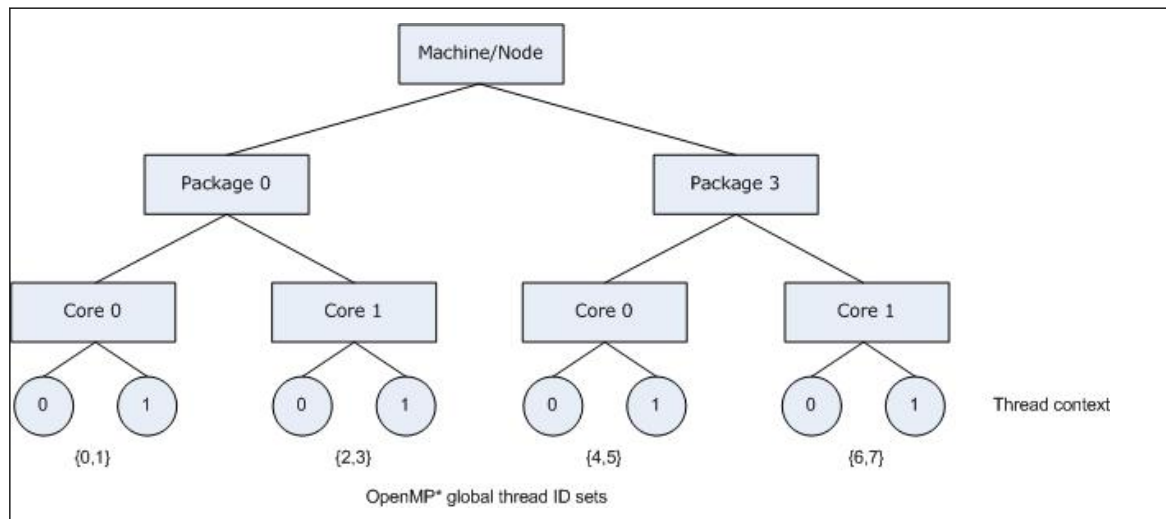 Machine/Node
Package 0
Package 3
Core 0
Core 1
Core 0
Core 1
0
1
0
1
0
1
0
1
Thread context
{0,1}
{2,3}
{4,5}
{6,7}
OpenMP* global thread ID sets